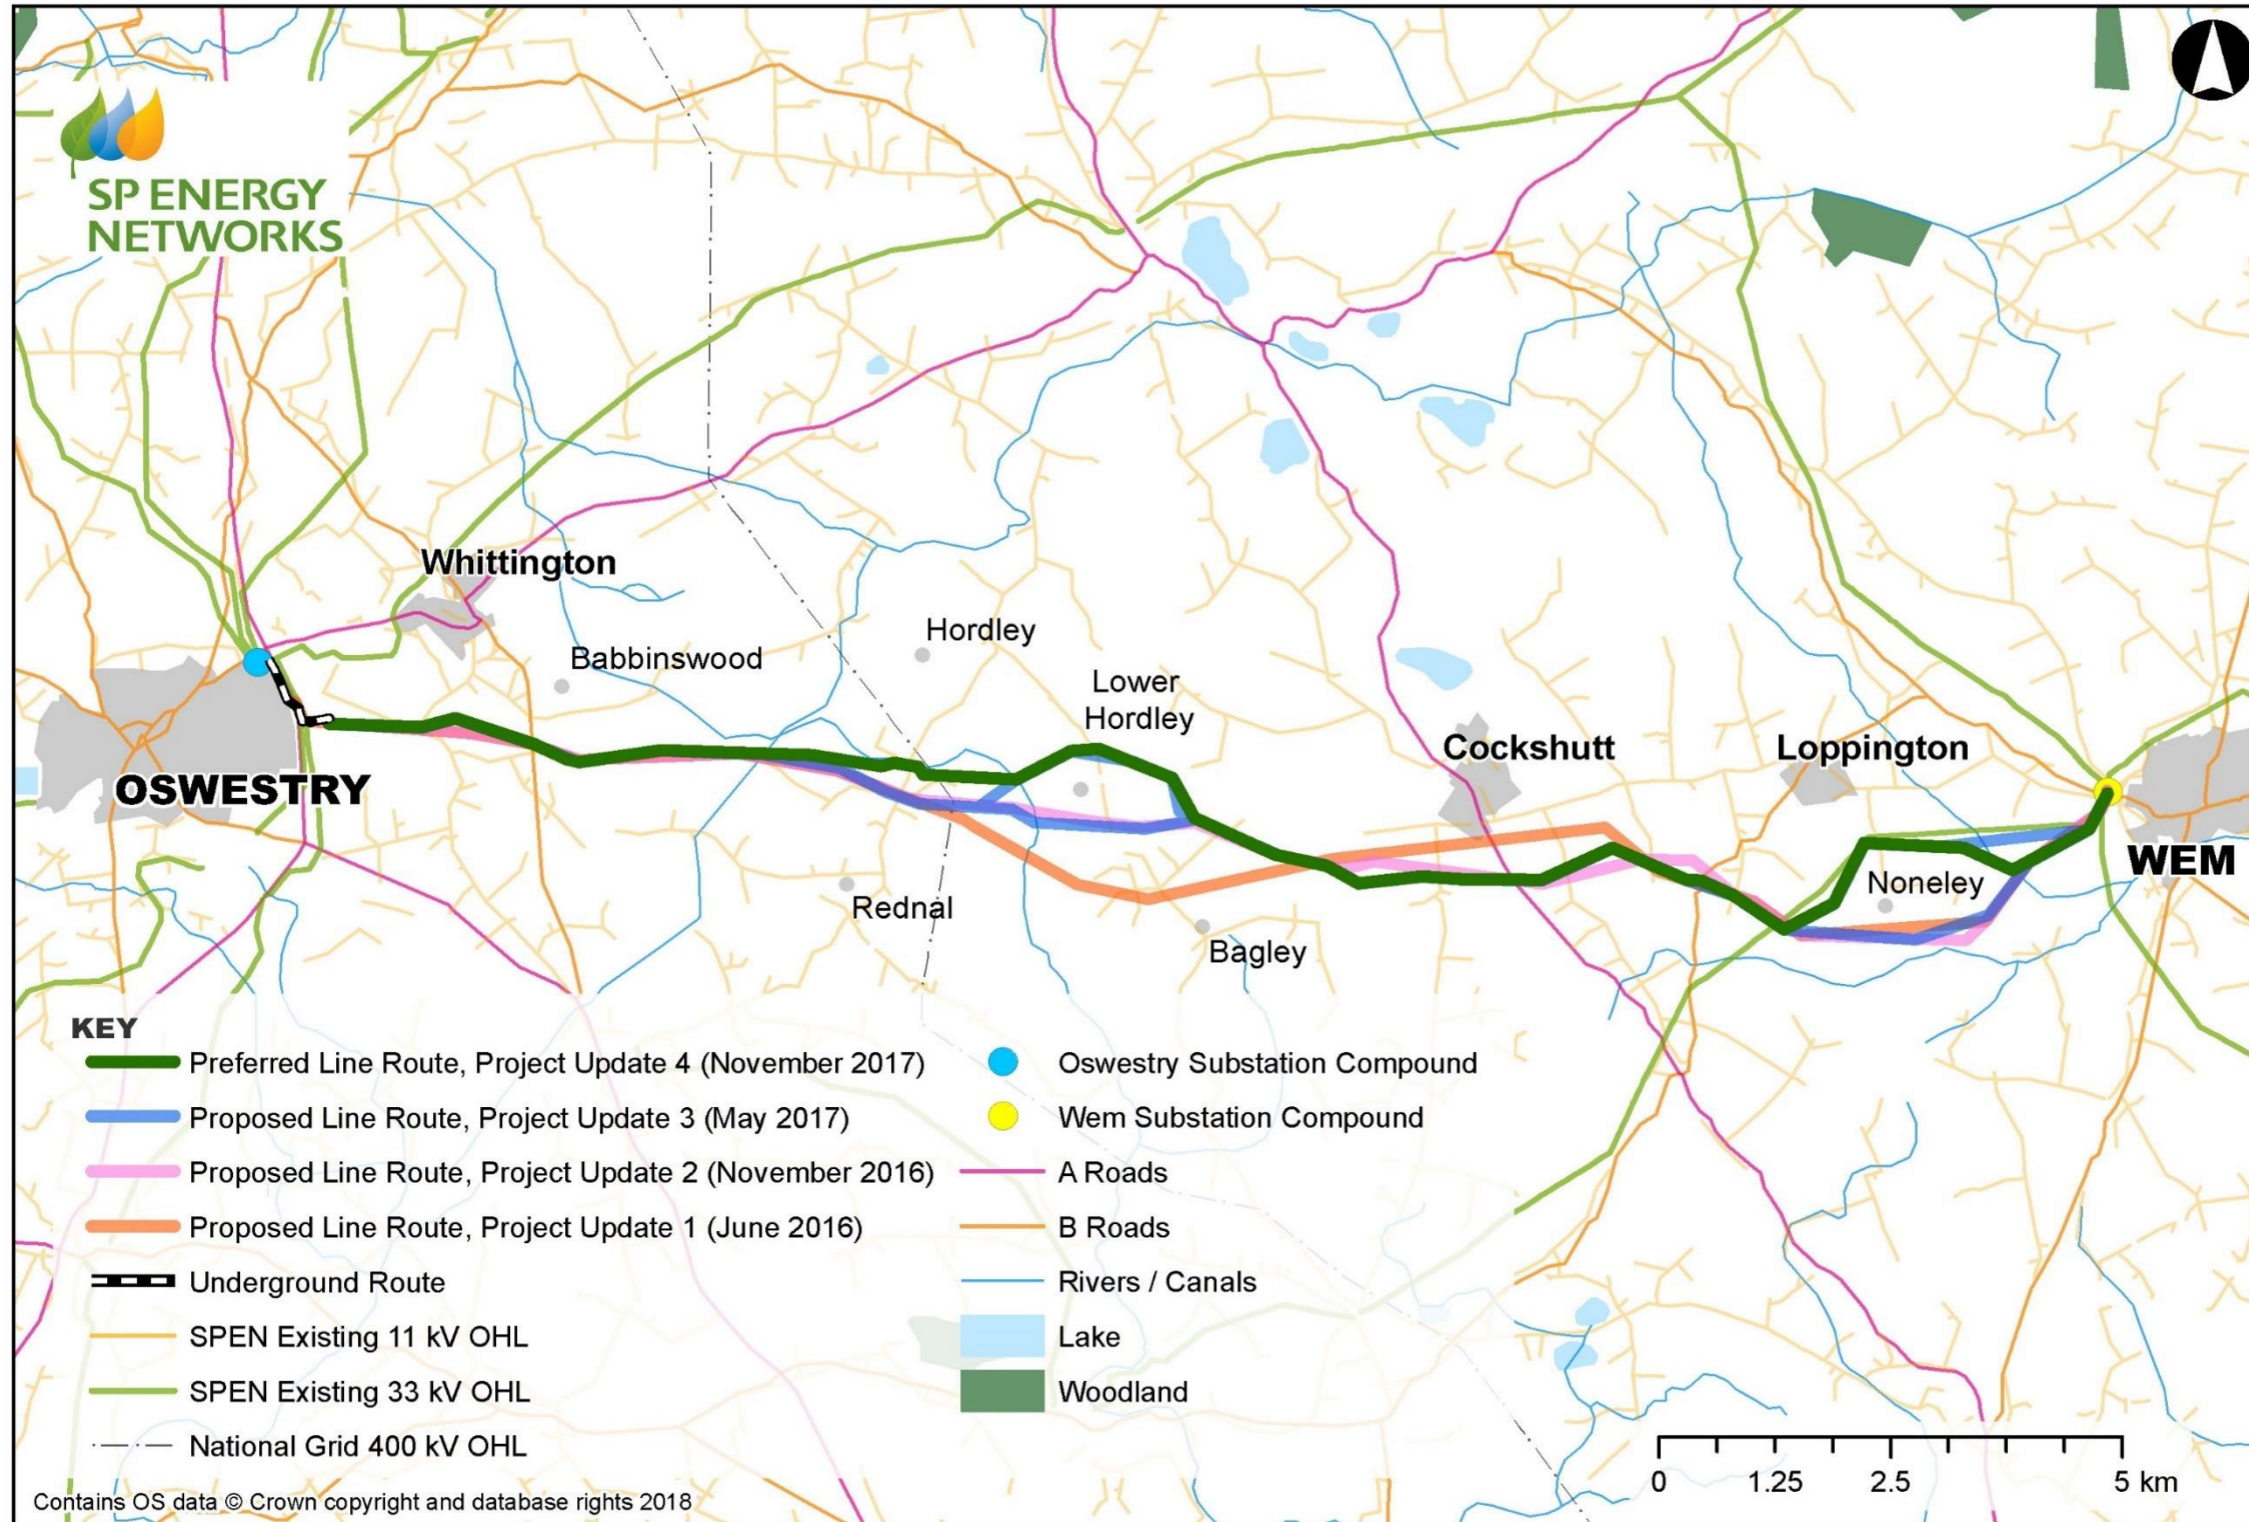 SP ENERGY
NETWORKS
Whittington
Babbinswood
Hordley
Lower
Hordley
OSWESTRY
Cockshutt
Loppington
WEM
Noneley
Rednal
Bagley
KEY
Preferred Line Route, Project Update 4 (November 2017)
Proposed Line Route, Project Update 3 (May 2017)
Proposed Line Route, Project Update 2 (November 2016)
Proposed Line Route, Project Update 1 (June 2016)
Underground Route
SPEN Existing 11 kV OHL
SPEN Existing 33 kV OHL
National Grid 400 kV OHL
Oswestry Substation Compound
Wem Substation Compound
A Roads
B Roads
Rivers / Canals
Lake
Woodland
0 1.25 2.5 5 km
Contains OS data © Crown copyright and database rights 2018